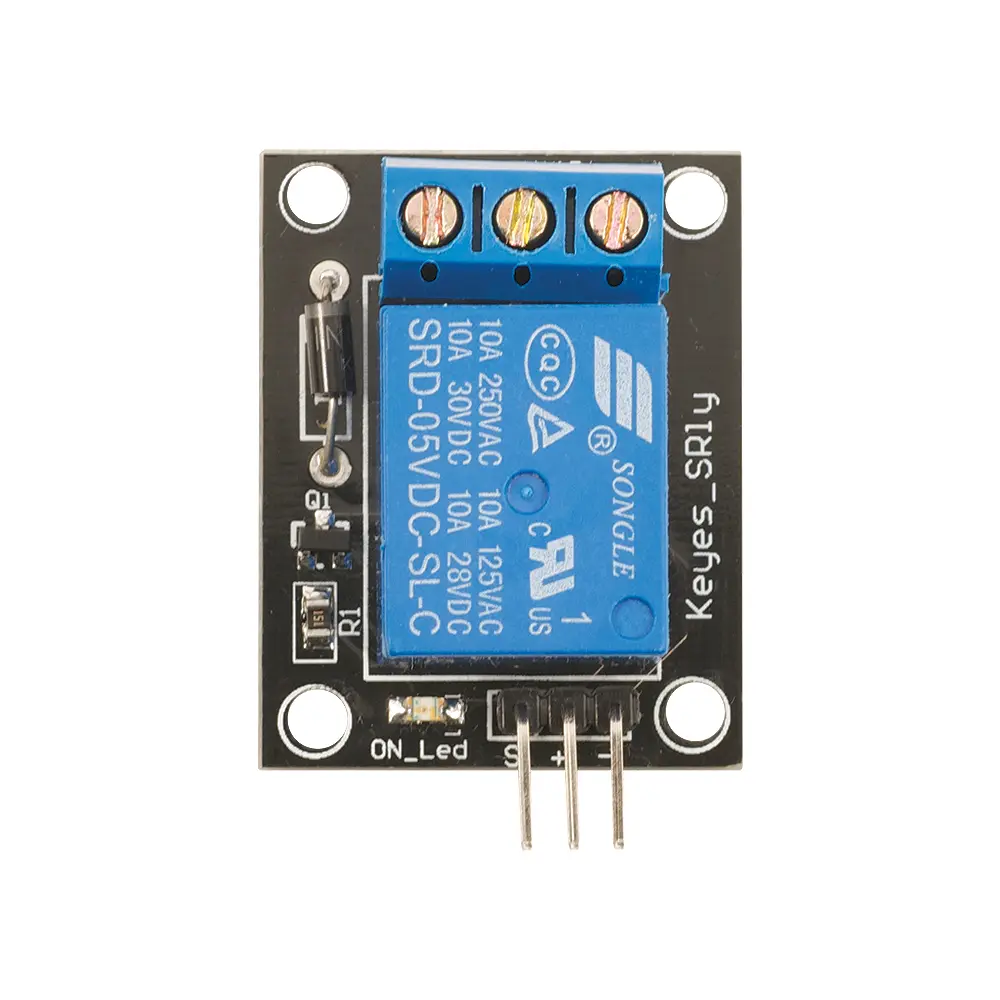 SONGLE
®
CQC
C
US
1
10A 250VAC 10A 125VAC
10A 30VDC 10A 28VDC
SRD-05VDC-SL-C
Keyes_SR1y
Q1
151
R1
ON_Led
S + -